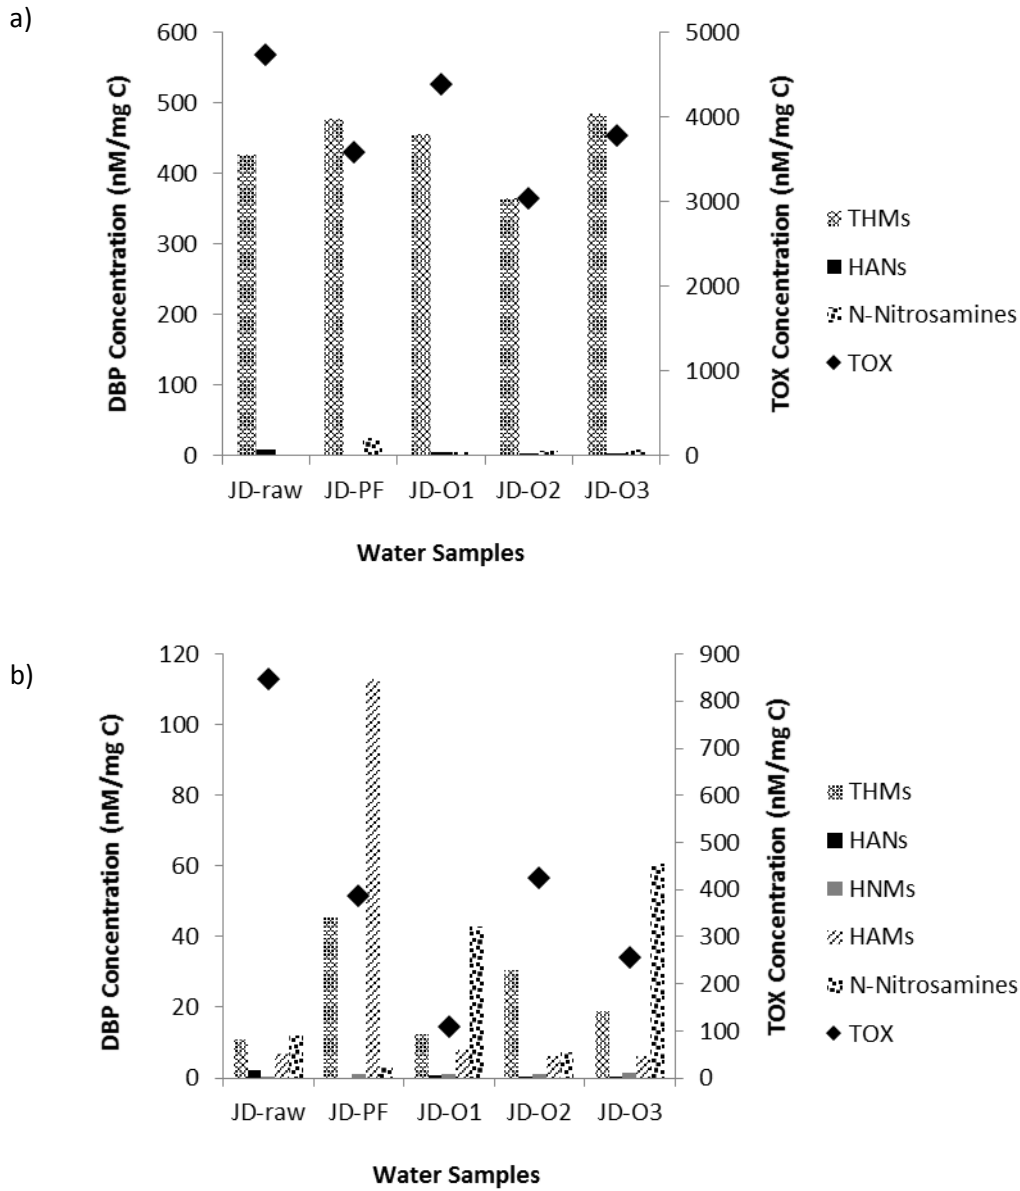 a)
DBP Concentration (nM/mg C)
600
500
400
300
200
100
0
5000
4000
3000
2000
1000
0
TOX Concentration (nM/mg C)
JD-raw JD-PF JD-O1 JD-O2 JD-O3
Water Samples
THMs
HANs
N-Nitrosamines
TOX
b)
DBP Concentration (nM/mg C)
120
100
80
60
40
20
0
900
800
700
600
500
400
300
200
100
0
TOX Concentration (nM/mg C)
JD-raw JD-PF JD-O1 JD-O2 JD-O3
Water Samples
THMs
HANs
HNMs
HAMs
N-Nitrosamines
TOX